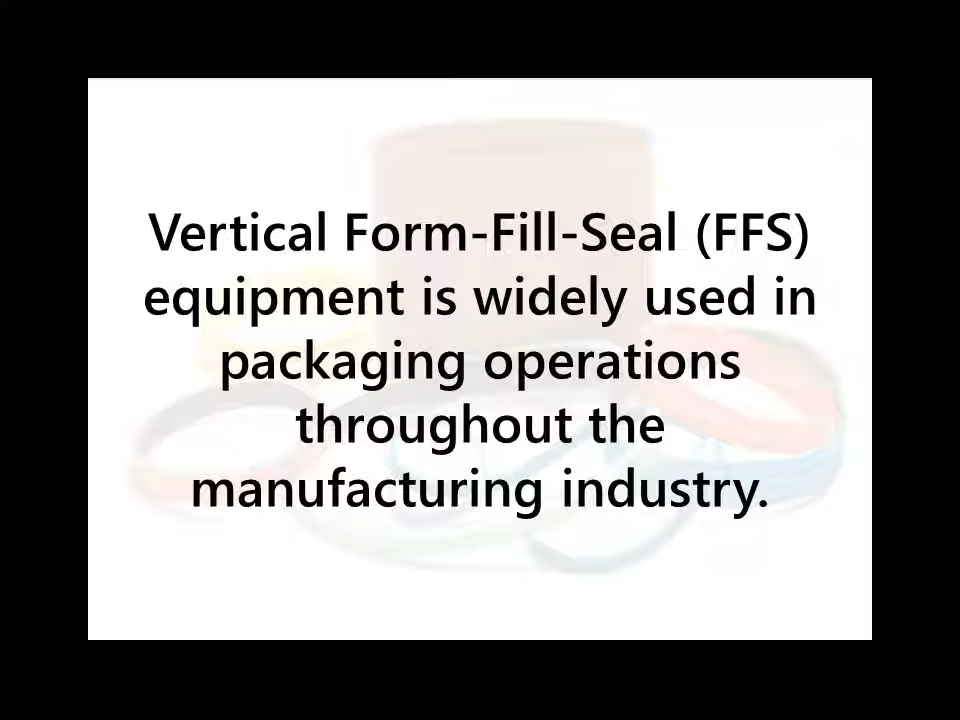 Vertical Form-Fill-Seal (FFS)
equipment is widely used in
packaging operations
throughout the
manufacturing industry.